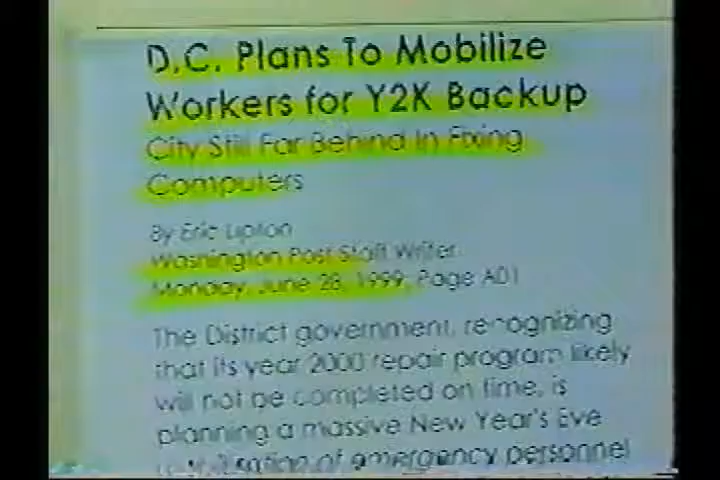 D.C. Plans To Mobilize
Workers for Y2K Backup
City Still Far Behind In Fixing
Computers
By Eric Lipton
Washington Post Staff Writer
Monday, June 28, 1999; Page A01
The District government, recognizing
that its year 2000 repair program likely
will not be completed on time, is
planning a massive New Year's Eve
of emergency personnel